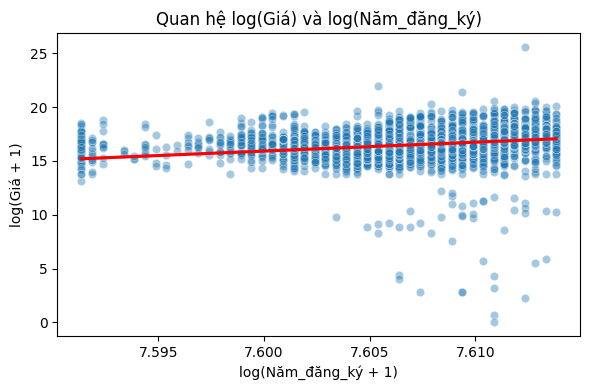 Quan hệ log(Giá) và log(Năm_đăng_ký)
log(Giá + 1)
25
20
15
10
5
0
7.595 7.600 7.605 7.610
log(Năm_đăng_ký + 1)